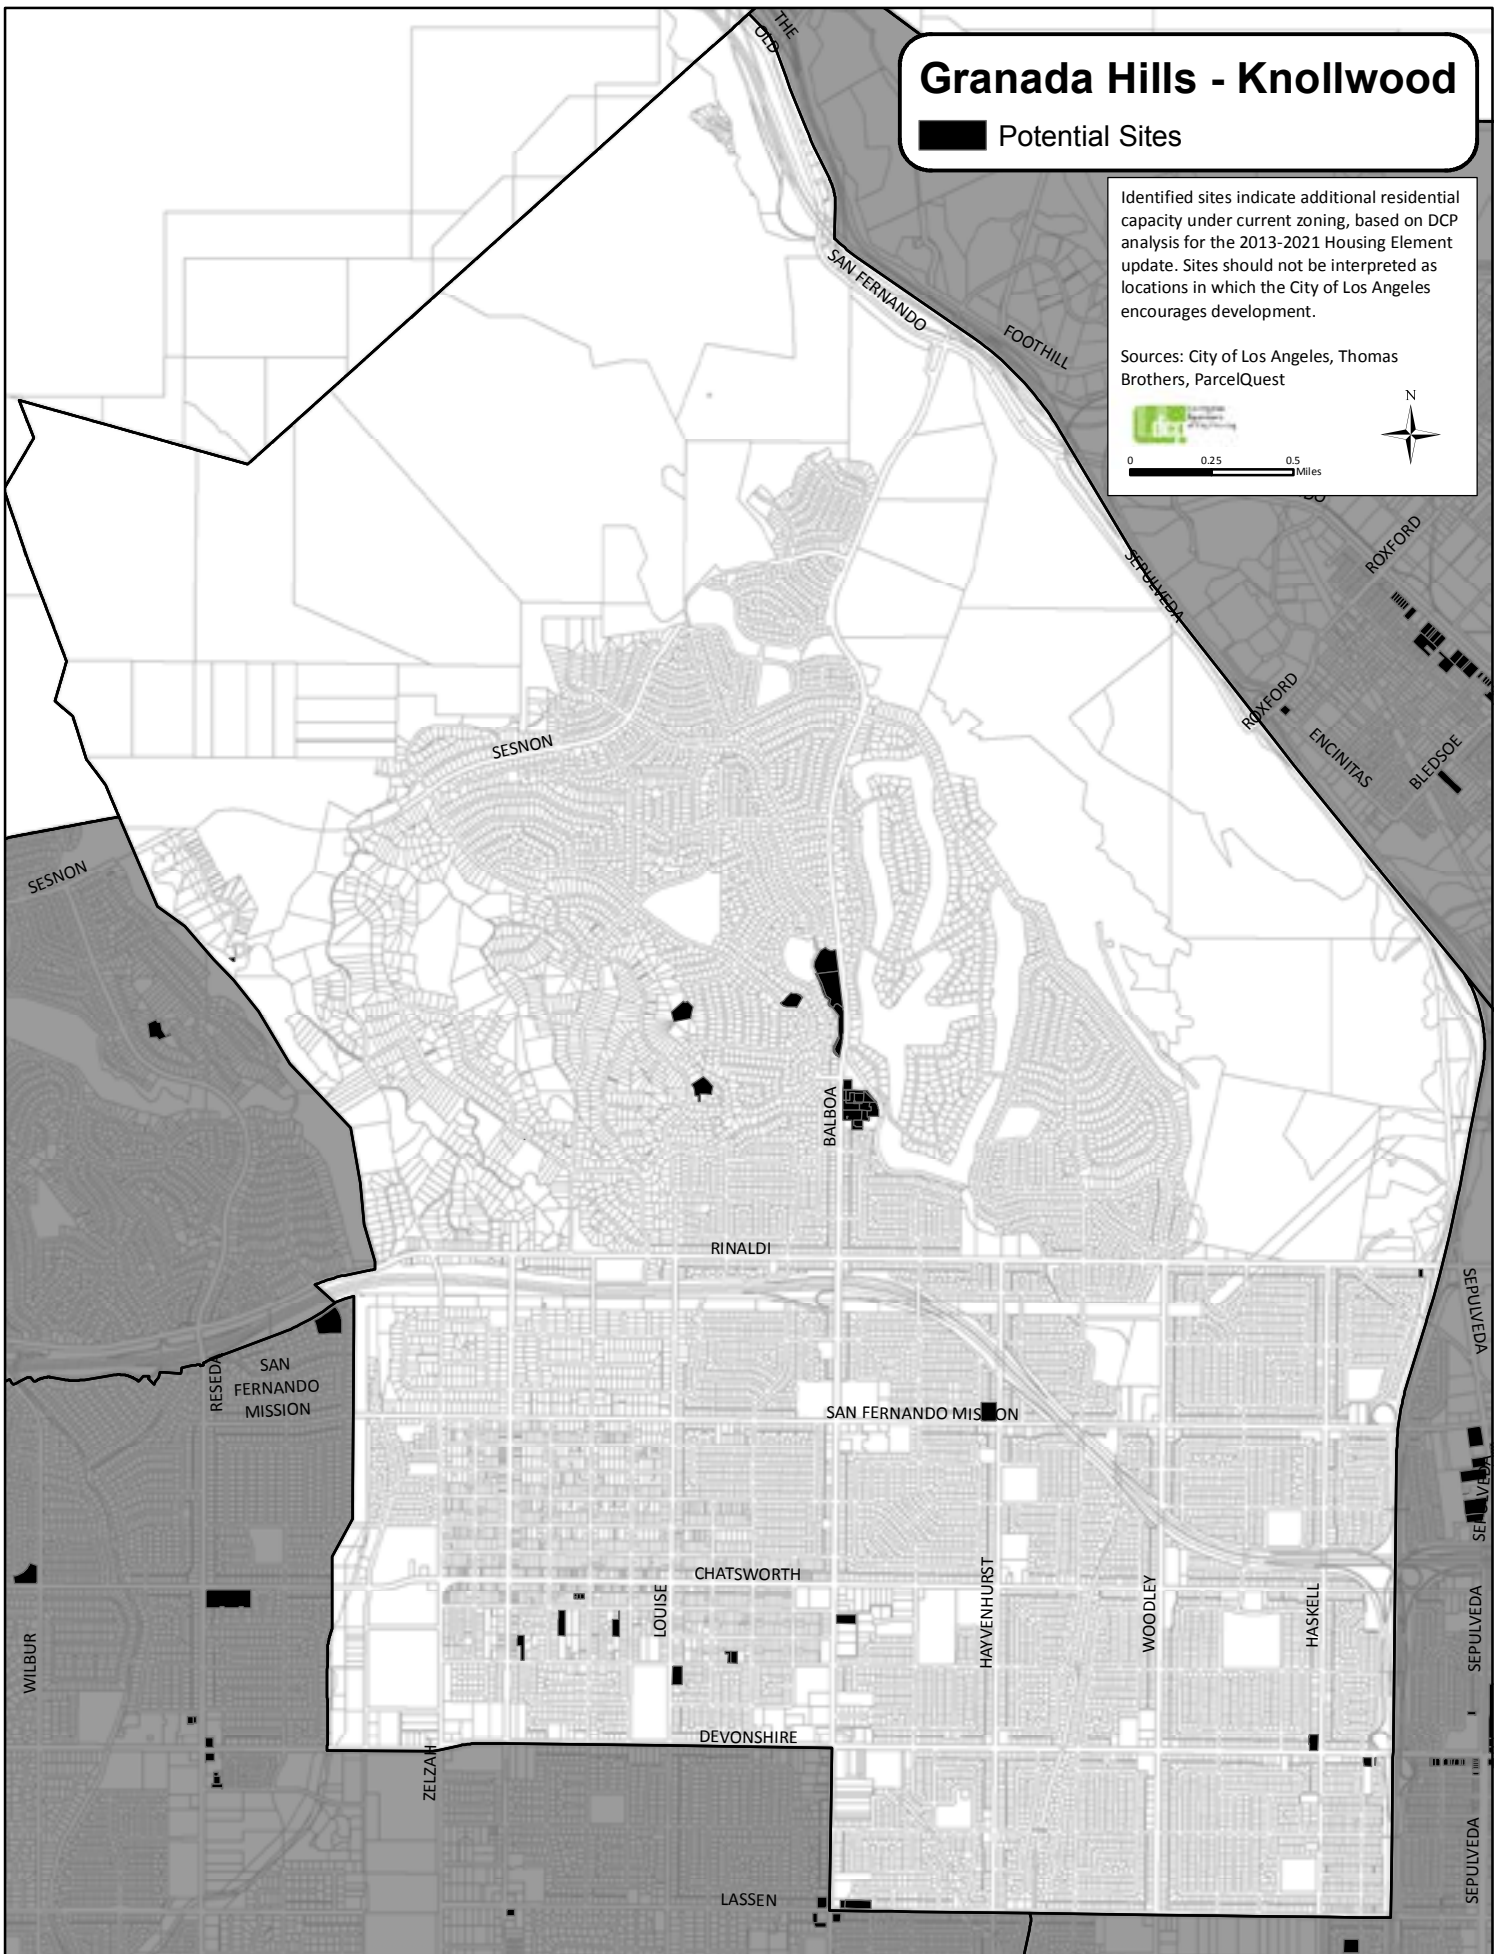 THE
OLD
Granada Hills - Knollwood
Potential Sites
Identified sites indicate additional residential
capacity under current zoning, based on DCP
analysis for the 2013-2021 Housing Element
update. Sites should not be interpreted as
locations in which the City of Los Angeles
encourages development.
Sources: City of Los Angeles, Thomas
Brothers, ParcelQuest
dcp
N
0 0.25 0.5
Miles
SAN FERNANDO
FOOTHILL
ROXFORD
SEPULVEDA
ROXFORD
ENCINITAS
BLEDSOE
SESNON
SESNON
BALBOA
RINALDI
SEPULVEDA
RESEDA
SAN
FERNANDO
MISSION
SAN FERNANDO MISSION
SEPULVEDA
CHATSWORTH
LOUISE
HAYVENHURST
WOODLEY
HASKELL
SEPULVEDA
WILBUR
DEVONSHIRE
ZELZAH
SEPULVEDA
LASSEN